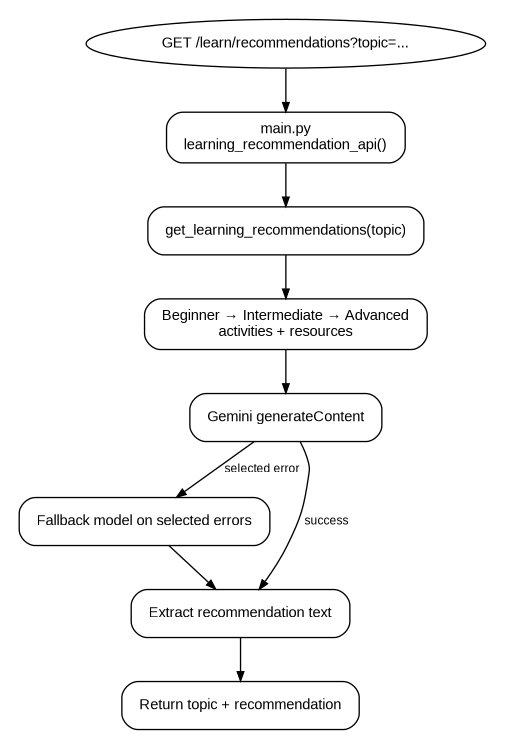 GET /learn/recommendations?topic=...
main.py
learning_recommendation_api()
get_learning_recommendations(topic)
Beginner → Intermediate → Advanced
activities + resources
Gemini generateContent
selected error
Fallback model on selected errors
success
Extract recommendation text
Return topic + recommendation